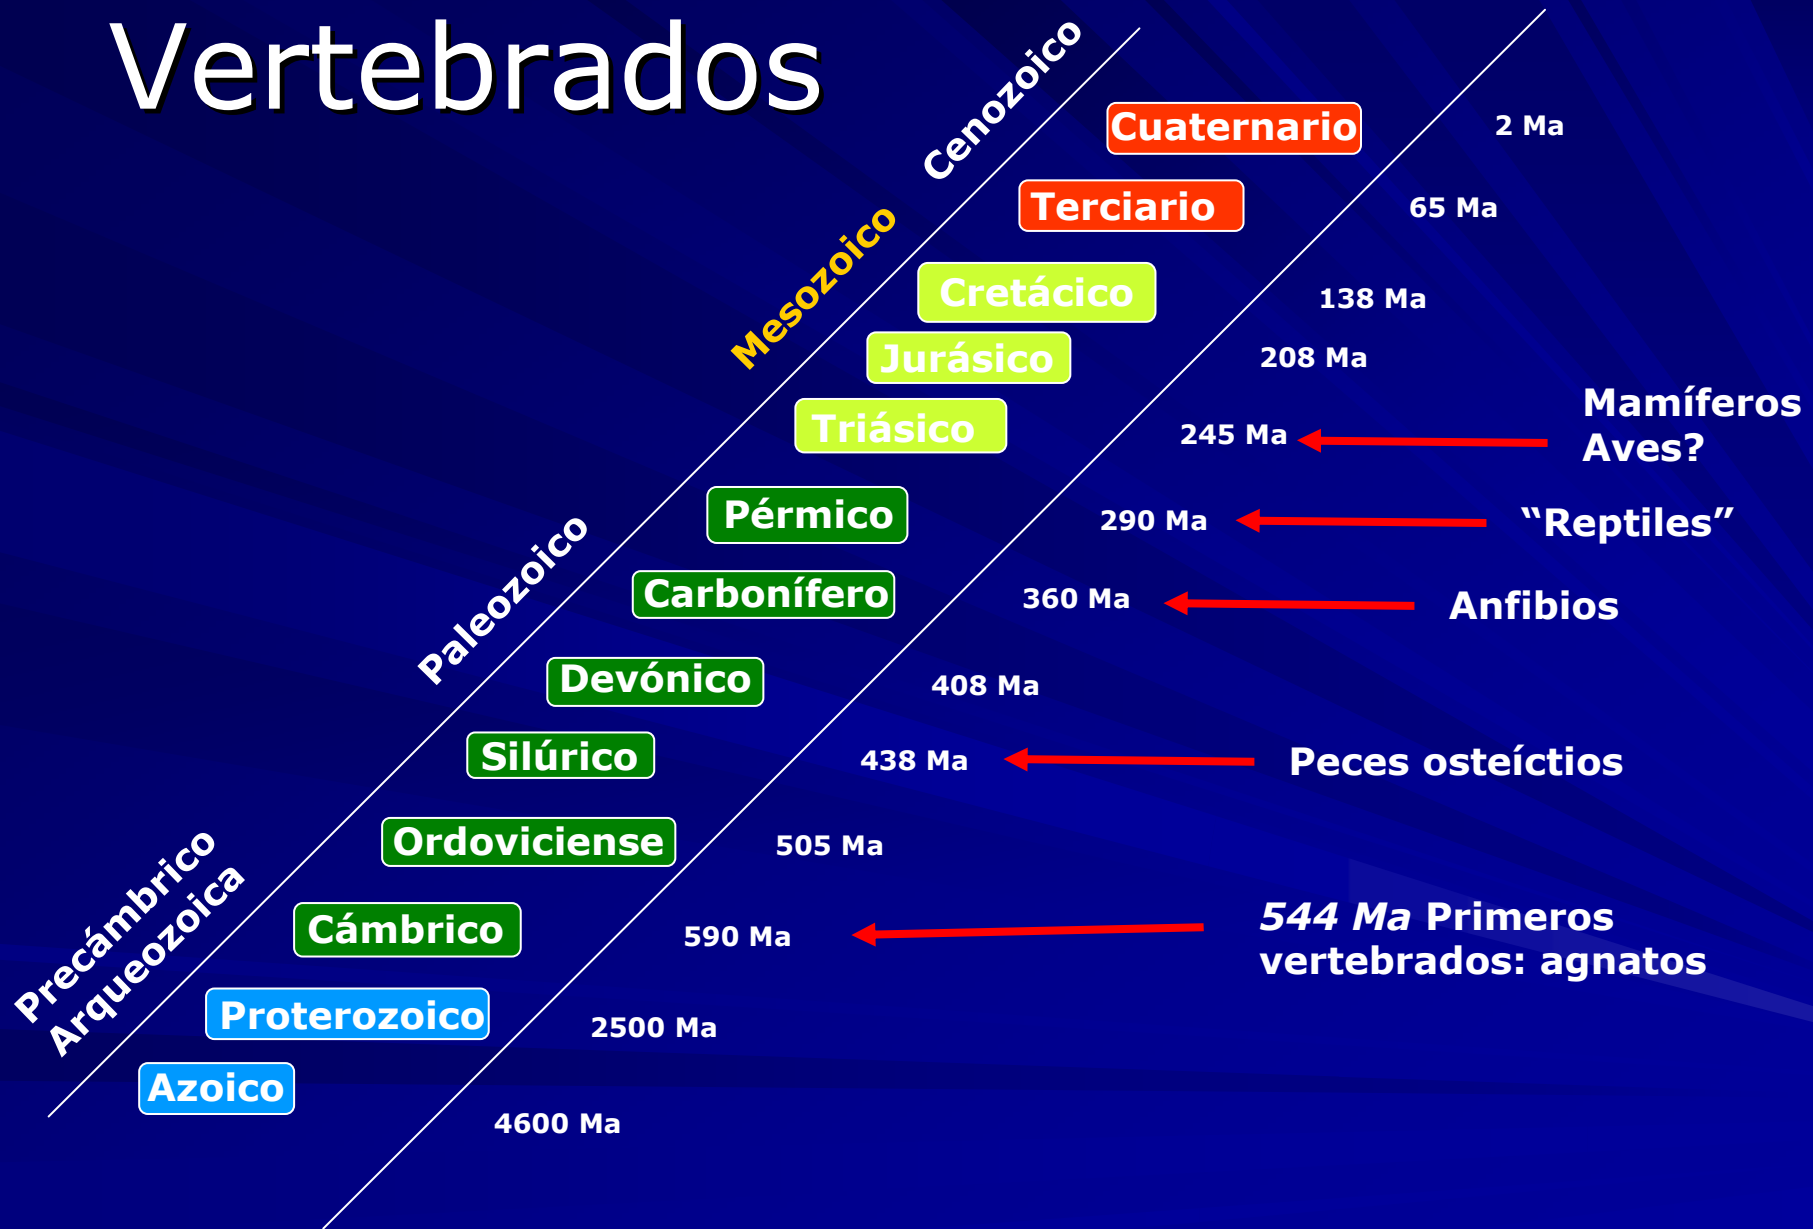 Vertebrados
Cenozoico
Cuaternario
2 Ma
Terciario
65 Ma
Mesozoico
Cretácico
138 Ma
Jurásico
208 Ma
Triásico
245 Ma
Mamíferos
Aves?
Paleozoico
Pérmico
290 Ma
“Reptiles”
Carbonífero
360 Ma
Anfibios
Devónico
408 Ma
Silúrico
438 Ma
Peces osteíctios
Ordoviciense
505 Ma
Precámbrico
Arqueozoica
Cámbrico
590 Ma
544 Ma Primeros
vertebrados: agnatos
Proterozoico
2500 Ma
Azoico
4600 Ma